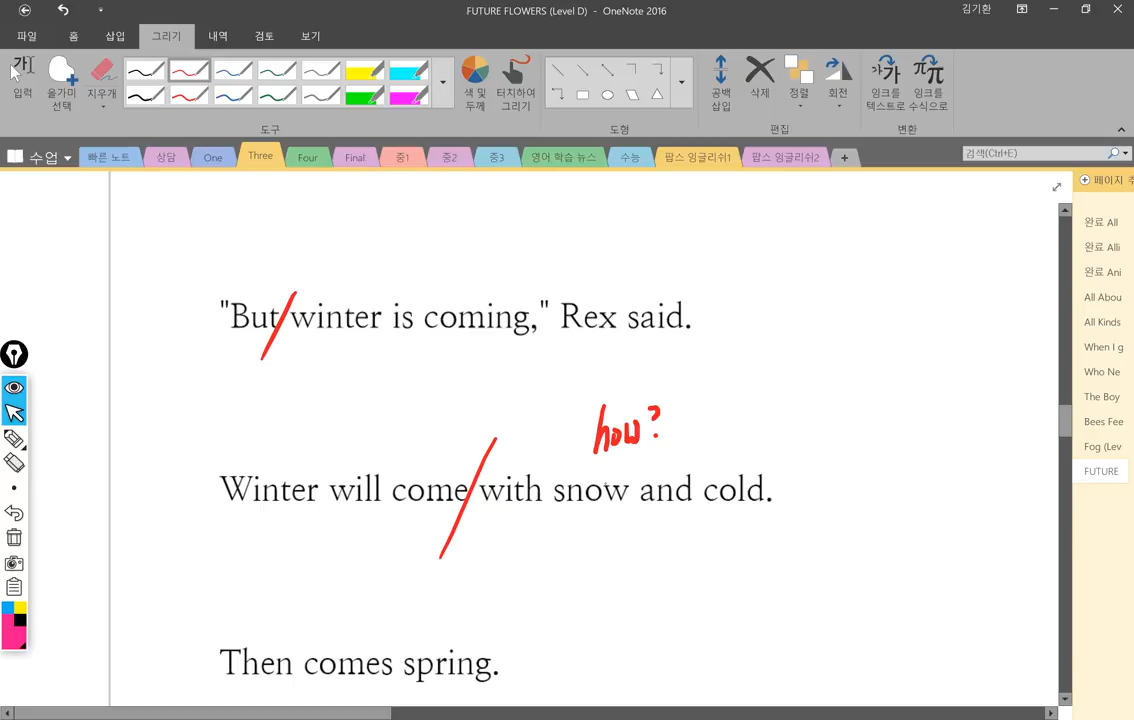 FUTURE FLOWERS (Level D) - OneNote 2016
김기환
파일 홈 삽입 그리기 내역 검토 보기
입력
올가미 선택
지우개
색 및 두께
터치하여 그리기
공백 삽입
삭제
정렬
회전
잉크를 텍스트로
잉크를 수식으로
도구 도형 편집 변환
수업 빠른 노트 상담 One Three Four Final 중1 중2 중3 영어 학습 뉴스 수능 팝스 잉글리쉬1 팝스 잉글리쉬2
검색(Ctrl+E)
페이지 추
완료 All
완료 Alli
완료 Ani
All Abou
All Kinds
When I g
Who Ne
The Boy
Bees Fee
Fog (Lev
FUTURE
"But winter is coming," Rex said.
how?
Winter will come with snow and cold.
Then comes spring.